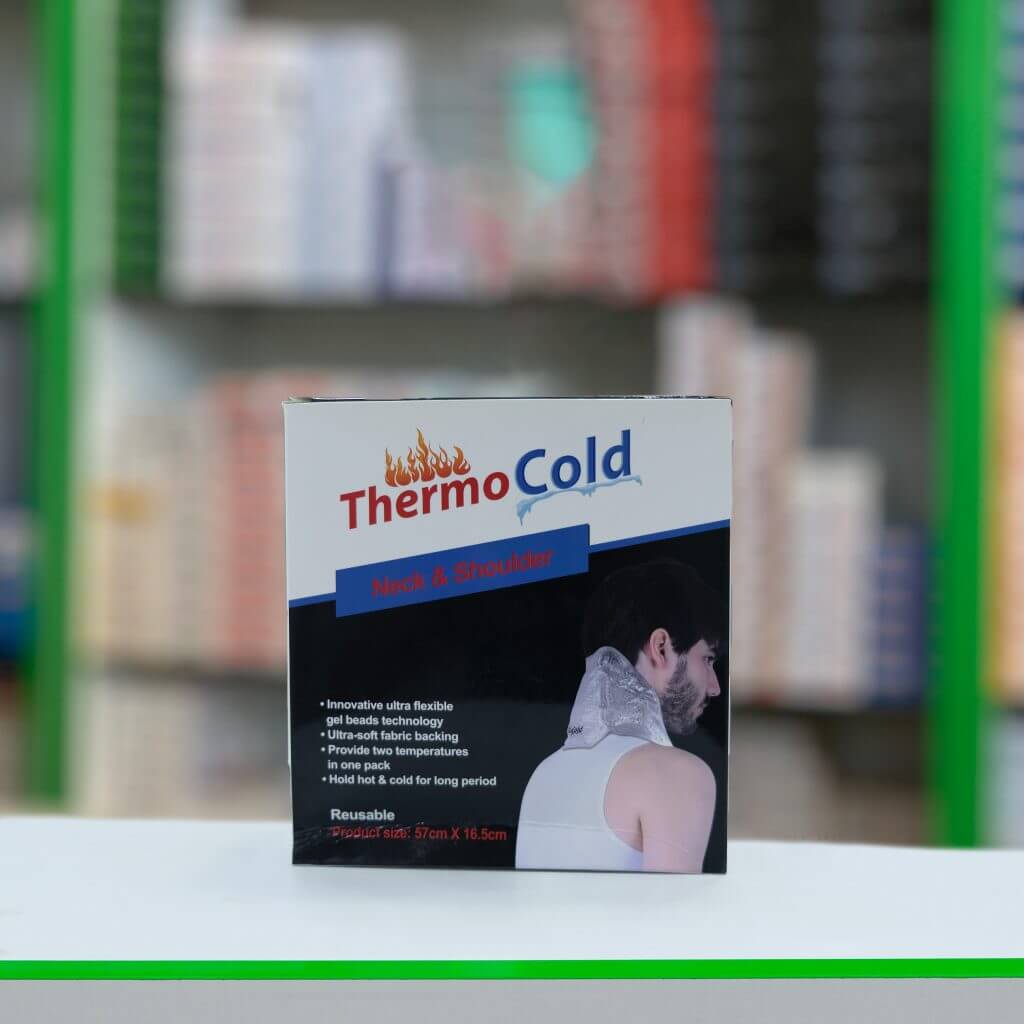 ThermoCold
Neck & Shoulder
• Innovative ultra flexible
gel beads technology
• Ultra-soft fabric backing
• Provide two temperatures
in one pack
• Hold hot & cold for long period
Reusable
Product size: 57cm X 16.5cm